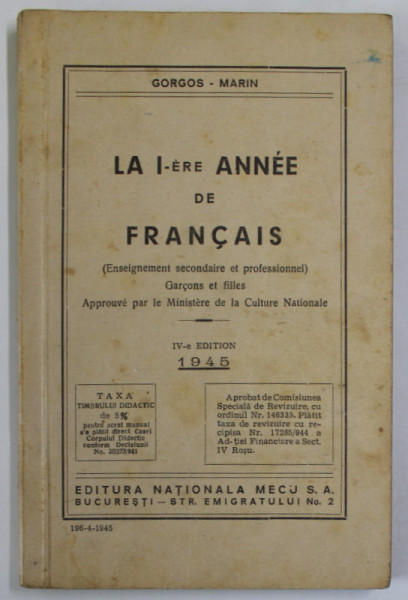 GORGOS - MARIN
LA I-ÈRE ANNÉE
DE
FRANÇAIS
(Enseignement secondaire et professionnel)
Garçons et filles
Approuvé par le Ministère de la Culture Nationale
IV-e EDITION
1945
TAXA
TIMBRULUI DIDACTIC
de 5%
pentru acest manual
s'a plătit direct Casei
Corpului Didactic
conform Deciziunii
No.
Aprobat de Comisiunea
Specială de Revizuire, cu
ordinul Nr. 146323. Plătit
taxa de revizuire cu re-
cipisa Nr. 17265/944 a
Ad-ției Financiare a Sect.
IV Roșu.
EDITURA NAȚIONALA MECU S. A.
BUCUREȘTI — STR. EMIGRATULUI No. 2
196-4-1945